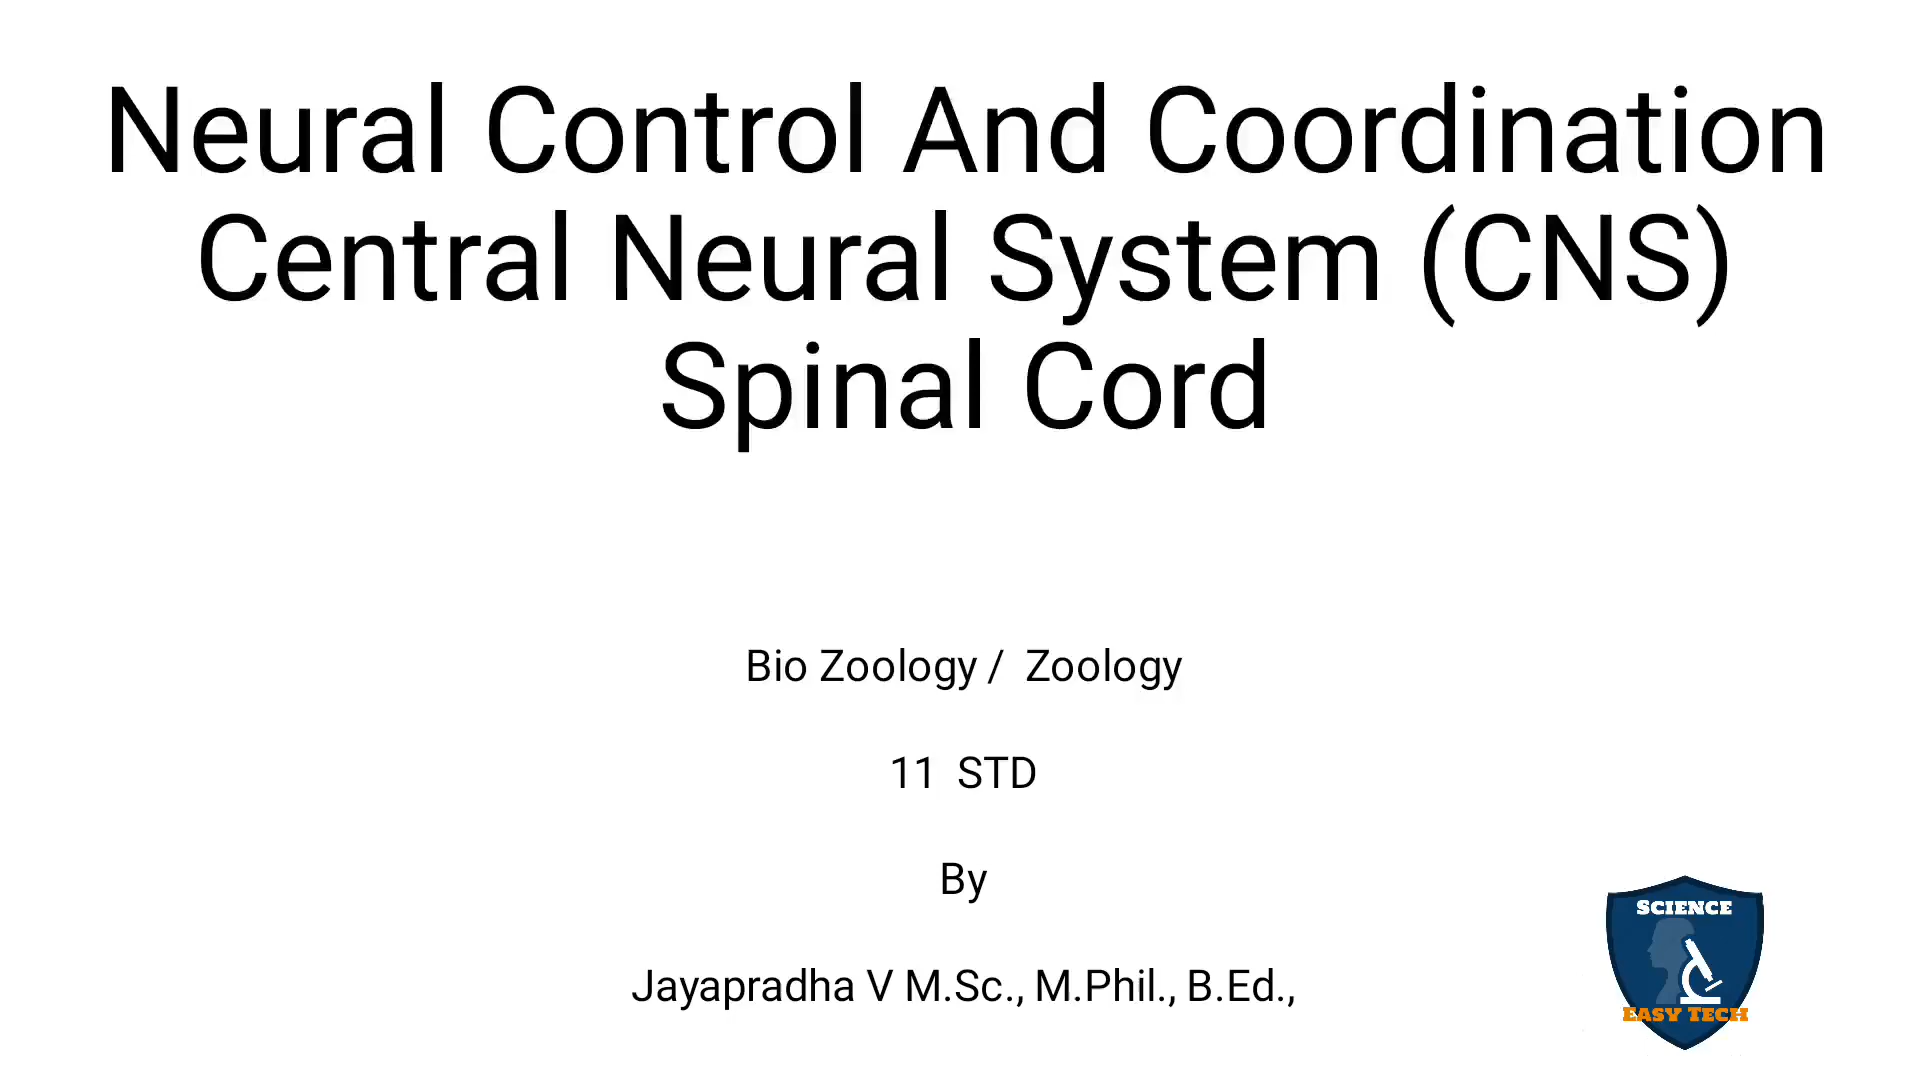 Neural Control And Coordination
Central Neural System (CNS)
Spinal Cord
Bio Zoology /  Zoology
11  STD
By
Jayapradha V M.Sc., M.Phil., B.Ed.,
SCIENCE
EASY TECH